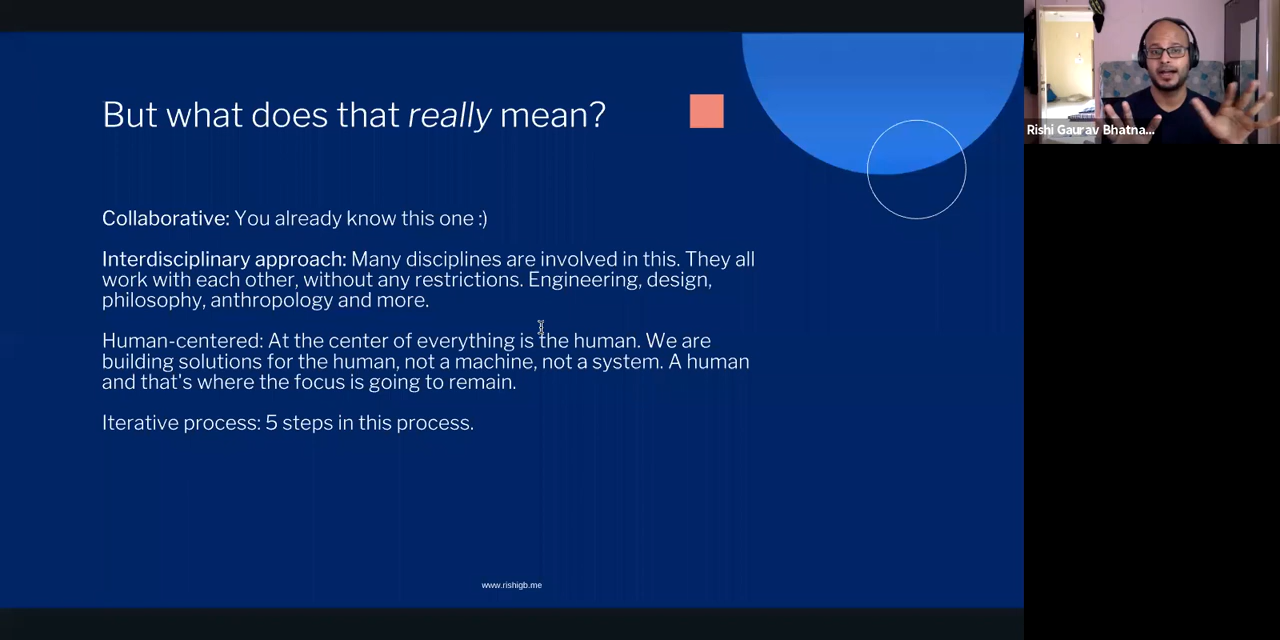 But what does that really mean?
Collaborative: You already know this one :)
Interdisciplinary approach: Many disciplines are involved in this. They all
work with each other, without any restrictions. Engineering, design,
philosophy, anthropology and more.
Human-centered: At the center of everything is the human. We are
building solutions for the human, not a machine, not a system. A human
and that's where the focus is going to remain.
Iterative process: 5 steps in this process.
www.rishigb.me
Rishi Gaurav Bhatna...